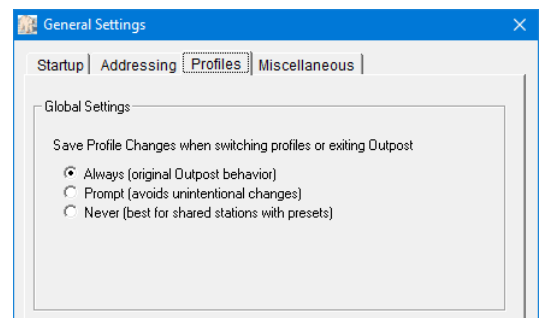 General Settings
Startup Addressing Profiles Miscellaneous
Global Settings
Save Profile Changes when switching profiles or exiting Outpost
Always (original Outpost behavior)
Prompt (avoids unintentional changes)
Never (best for shared stations with presets)